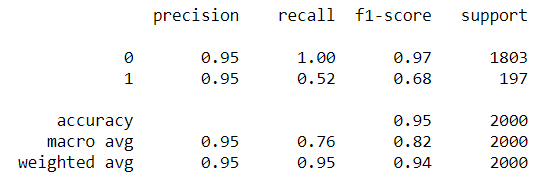 precision recall f1-score support
0 0.95 1.00 0.97 1803
1 0.95 0.52 0.68 197
accuracy 0.95 2000
macro avg 0.95 0.76 0.82 2000
weighted avg 0.95 0.95 0.94 2000